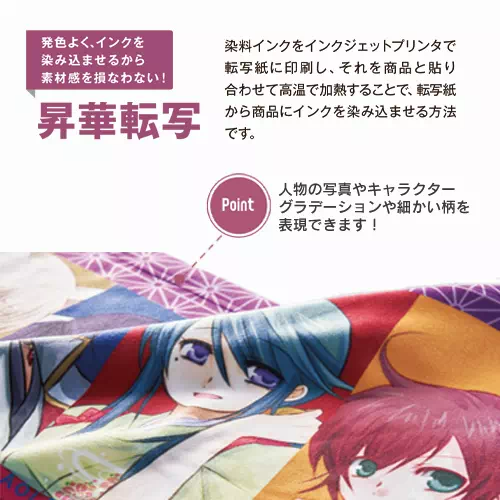 発色よく、インクを
染み込ませるから
素材感を損なわない！
昇華転写
染料インクをインクジェットプリンタで
転写紙に印刷し、それを商品と貼り
合わせて高温で加熱することで、転写紙
から商品にインクを染み込ませる方法
です。
Point
人物の写真やキャラクター
グラデーションや細かい柄を
表現できます！